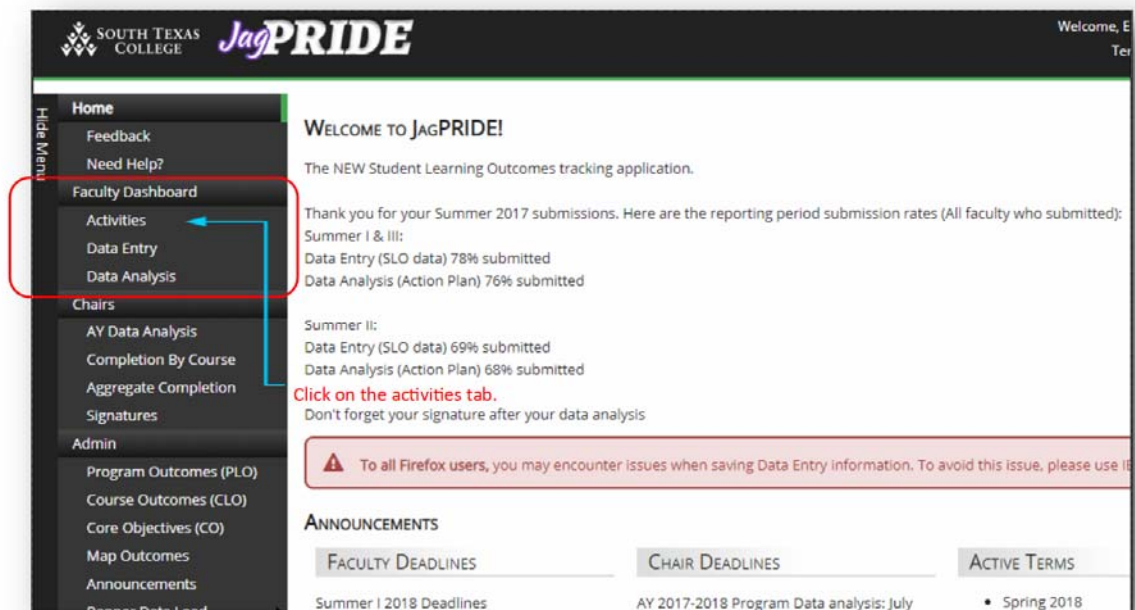 SOUTH TEXAS
COLLEGE
JagPRIDE
Welcome, E
Ter
Hide Menu
Home
Feedback
Need Help?
Faculty Dashboard
Activities
Data Entry
Data Analysis
Chairs
AY Data Analysis
Completion By Course
Aggregate Completion
Signatures
Admin
Program Outcomes (PLO)
Course Outcomes (CLO)
Core Objectives (CO)
Map Outcomes
Announcements
WELCOME TO JAGPRIDE!
The NEW Student Learning Outcomes tracking application.
Thank you for your Summer 2017 submissions. Here are the reporting period submission rates (All faculty who submitted):
Summer I & III:
Data Entry (SLO data) 78% submitted
Data Analysis (Action Plan) 76% submitted
Summer II:
Data Entry (SLO data) 69% submitted
Data Analysis (Action Plan) 68% submitted
Click on the activities tab.
Don't forget your signature after your data analysis
To all Firefox users, you may encounter issues when saving Data Entry information. To avoid this issue, please use IE
ANNOUNCEMENTS
FACULTY DEADLINES
Summer I 2018 Deadlines
CHAIR DEADLINES
AY 2017-2018 Program Data analysis: July
ACTIVE TERMS
• Spring 2018